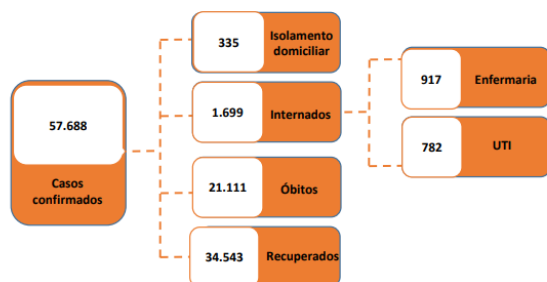 57.688
Casos
confirmados
335
Isolamento
domiciliar
1.699
Internados
21.111
Óbitos
34.543
Recuperados
917
Enfermaria
782
UTI